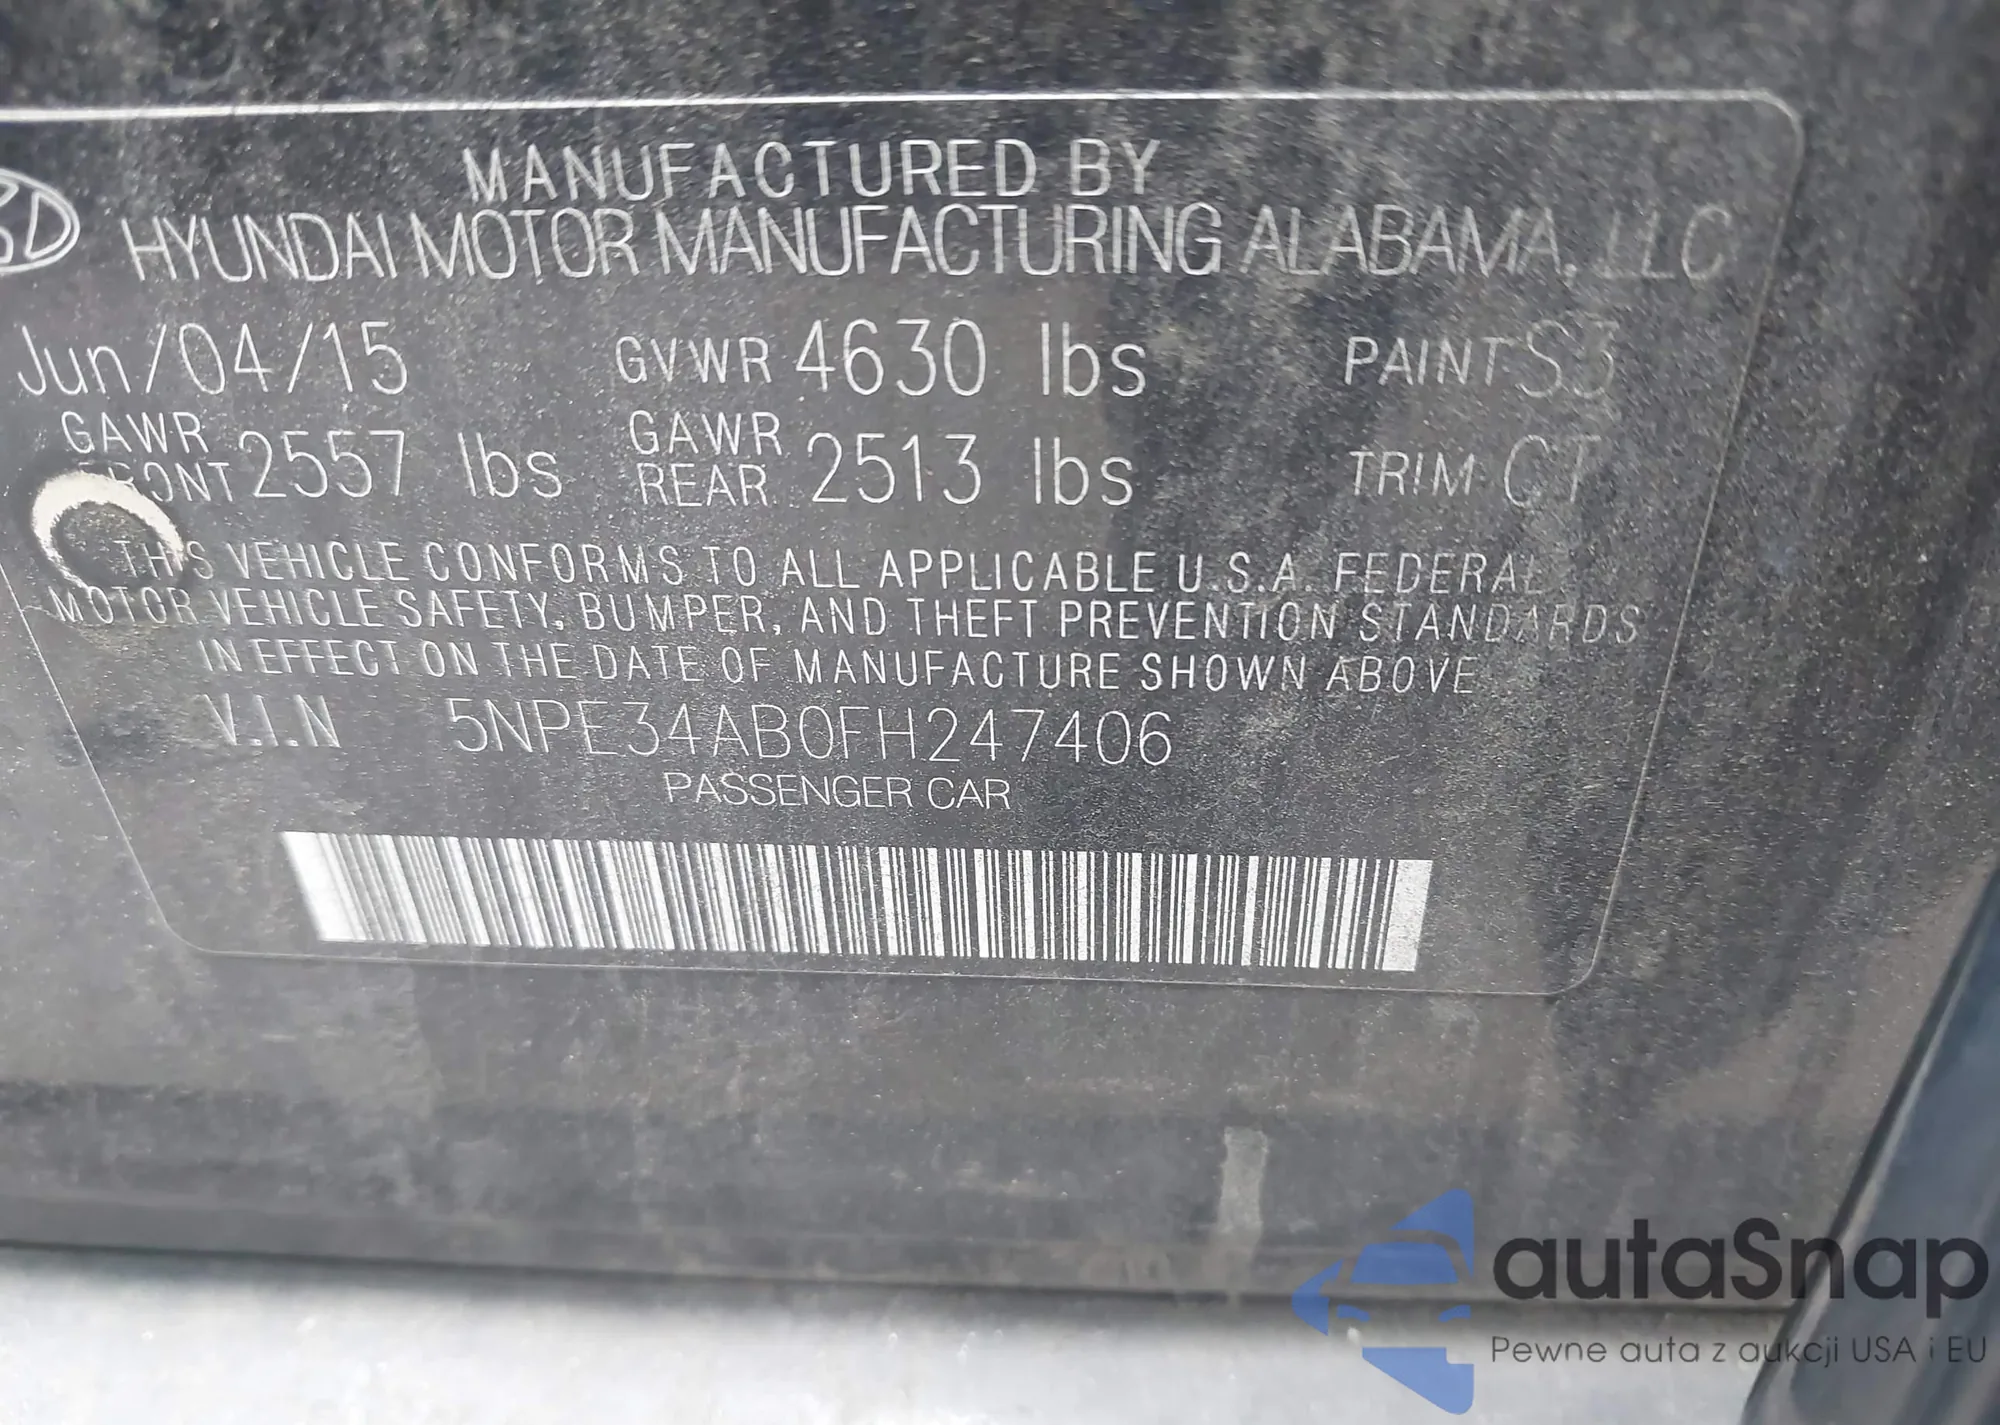 MANUFACTURED BY
HYUNDAI MOTOR MANUFACTURING ALABAMA, LLC
Jun/04/15 GVWR 4630 lbs PAINT S3
GAWR FRONT 2557 lbs GAWR REAR 2513 lbs TRIM CT
THIS VEHICLE CONFORMS TO ALL APPLICABLE U.S.A. FEDERAL
MOTOR VEHICLE SAFETY, BUMPER, AND THEFT PREVENTION STANDARDS
IN EFFECT ON THE DATE OF MANUFACTURE SHOWN ABOVE
V.I.N 5NPE34AB0FH247406
PASSENGER CAR
autaSnap
Pewne auta z aukcji USA i EU